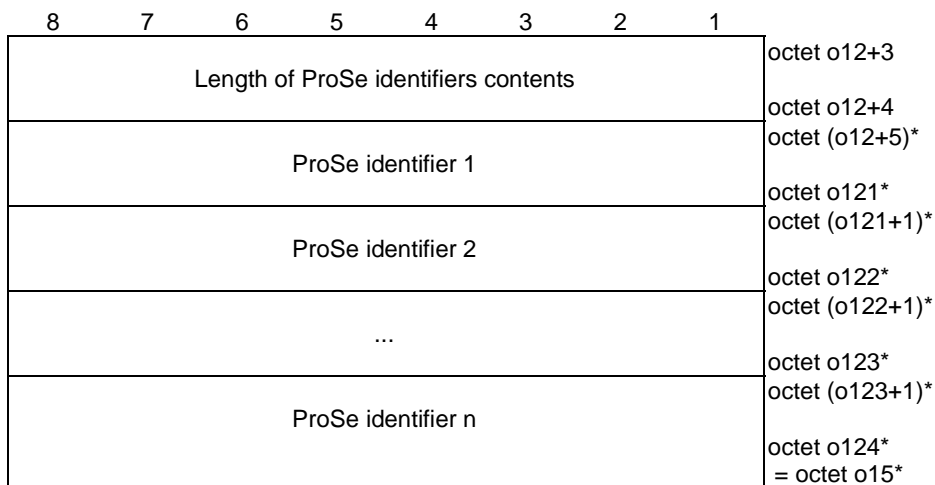 8 7 6 5 4 3 2 1
octet o12+3
Length of ProSe identifiers contents
octet o12+4
octet (o12+5)*
ProSe identifier 1
octet o121*
octet (o121+1)*
ProSe identifier 2
octet o122*
octet (o122+1)*
...
octet o123*
octet (o123+1)*
ProSe identifier n
octet o124*
= octet o15*